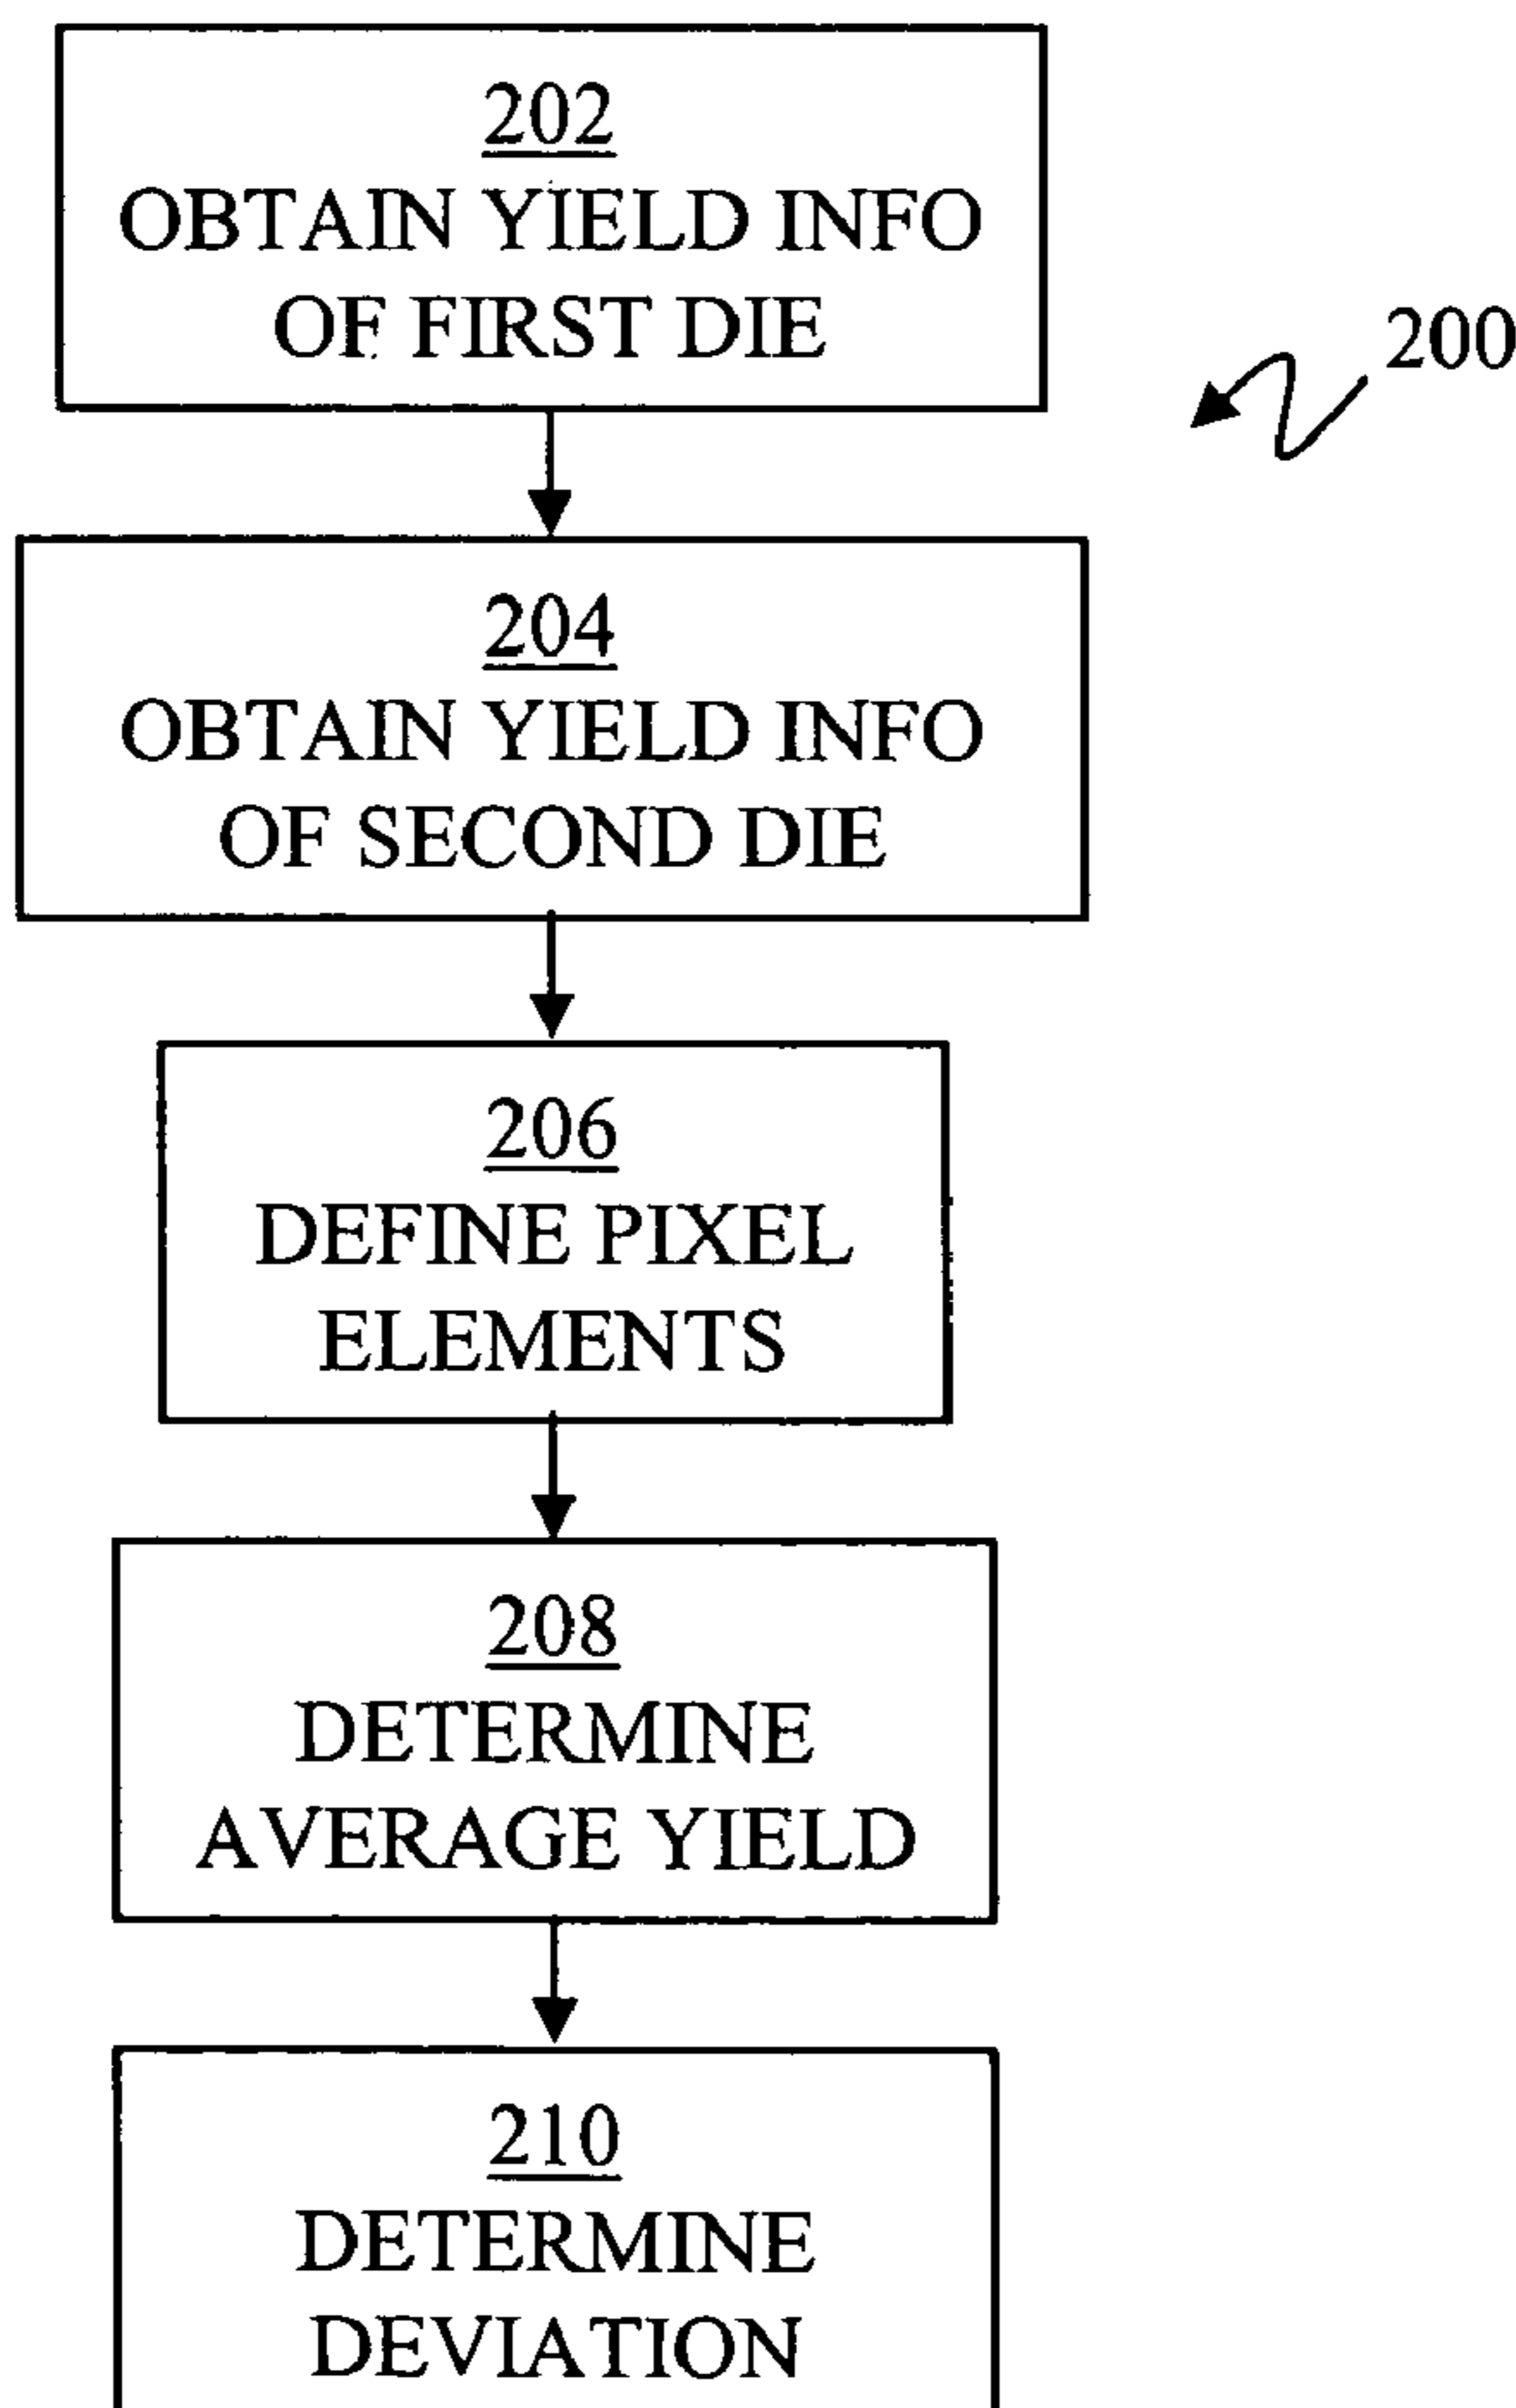 202
OBTAIN YIELD INFO
OF FIRST DIE
200
204
OBTAIN YIELD INFO
OF SECOND DIE
206
DEFINE PIXEL
ELEMENTS
208
DETERMINE
AVERAGE YIELD
210
DETERMINE
DEVIATION